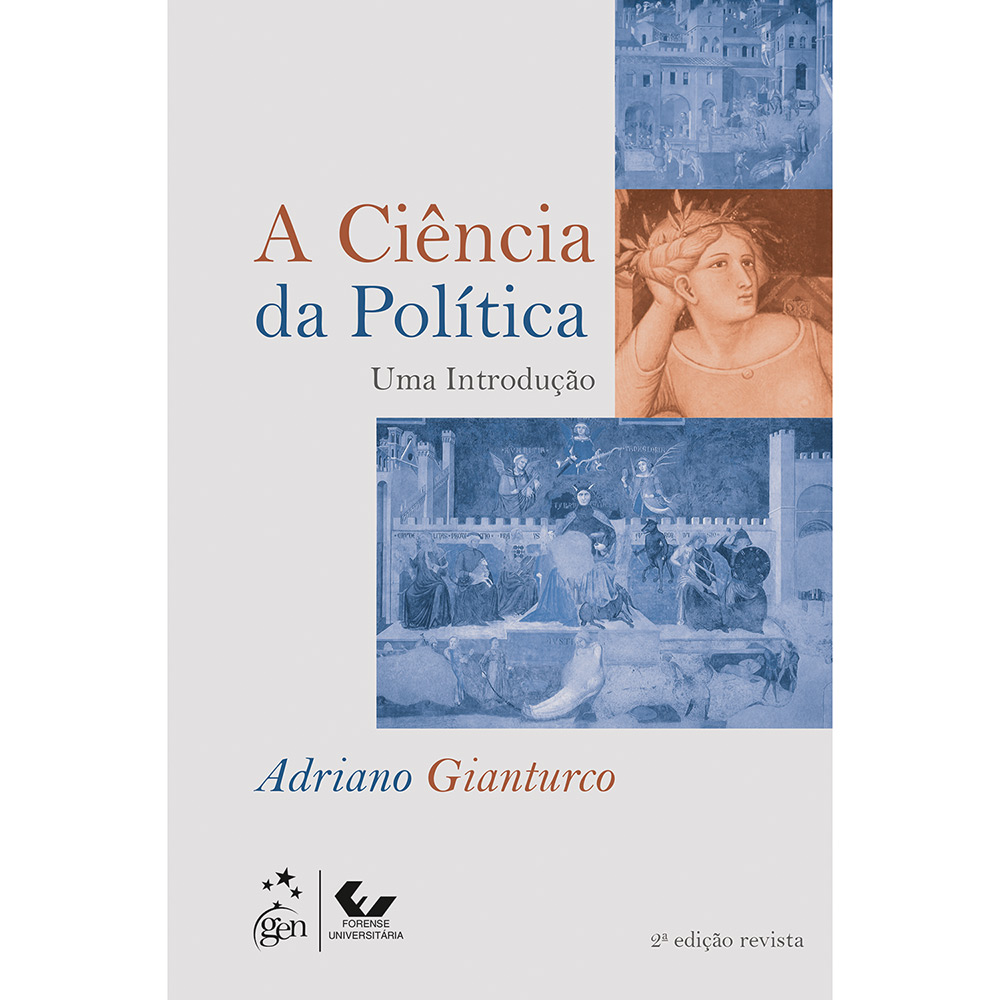 A Ciência
da Política
Uma Introdução
Adriano Gianturco
gen
FORENSE
UNIVERSITÁRIA
2ª edição revista